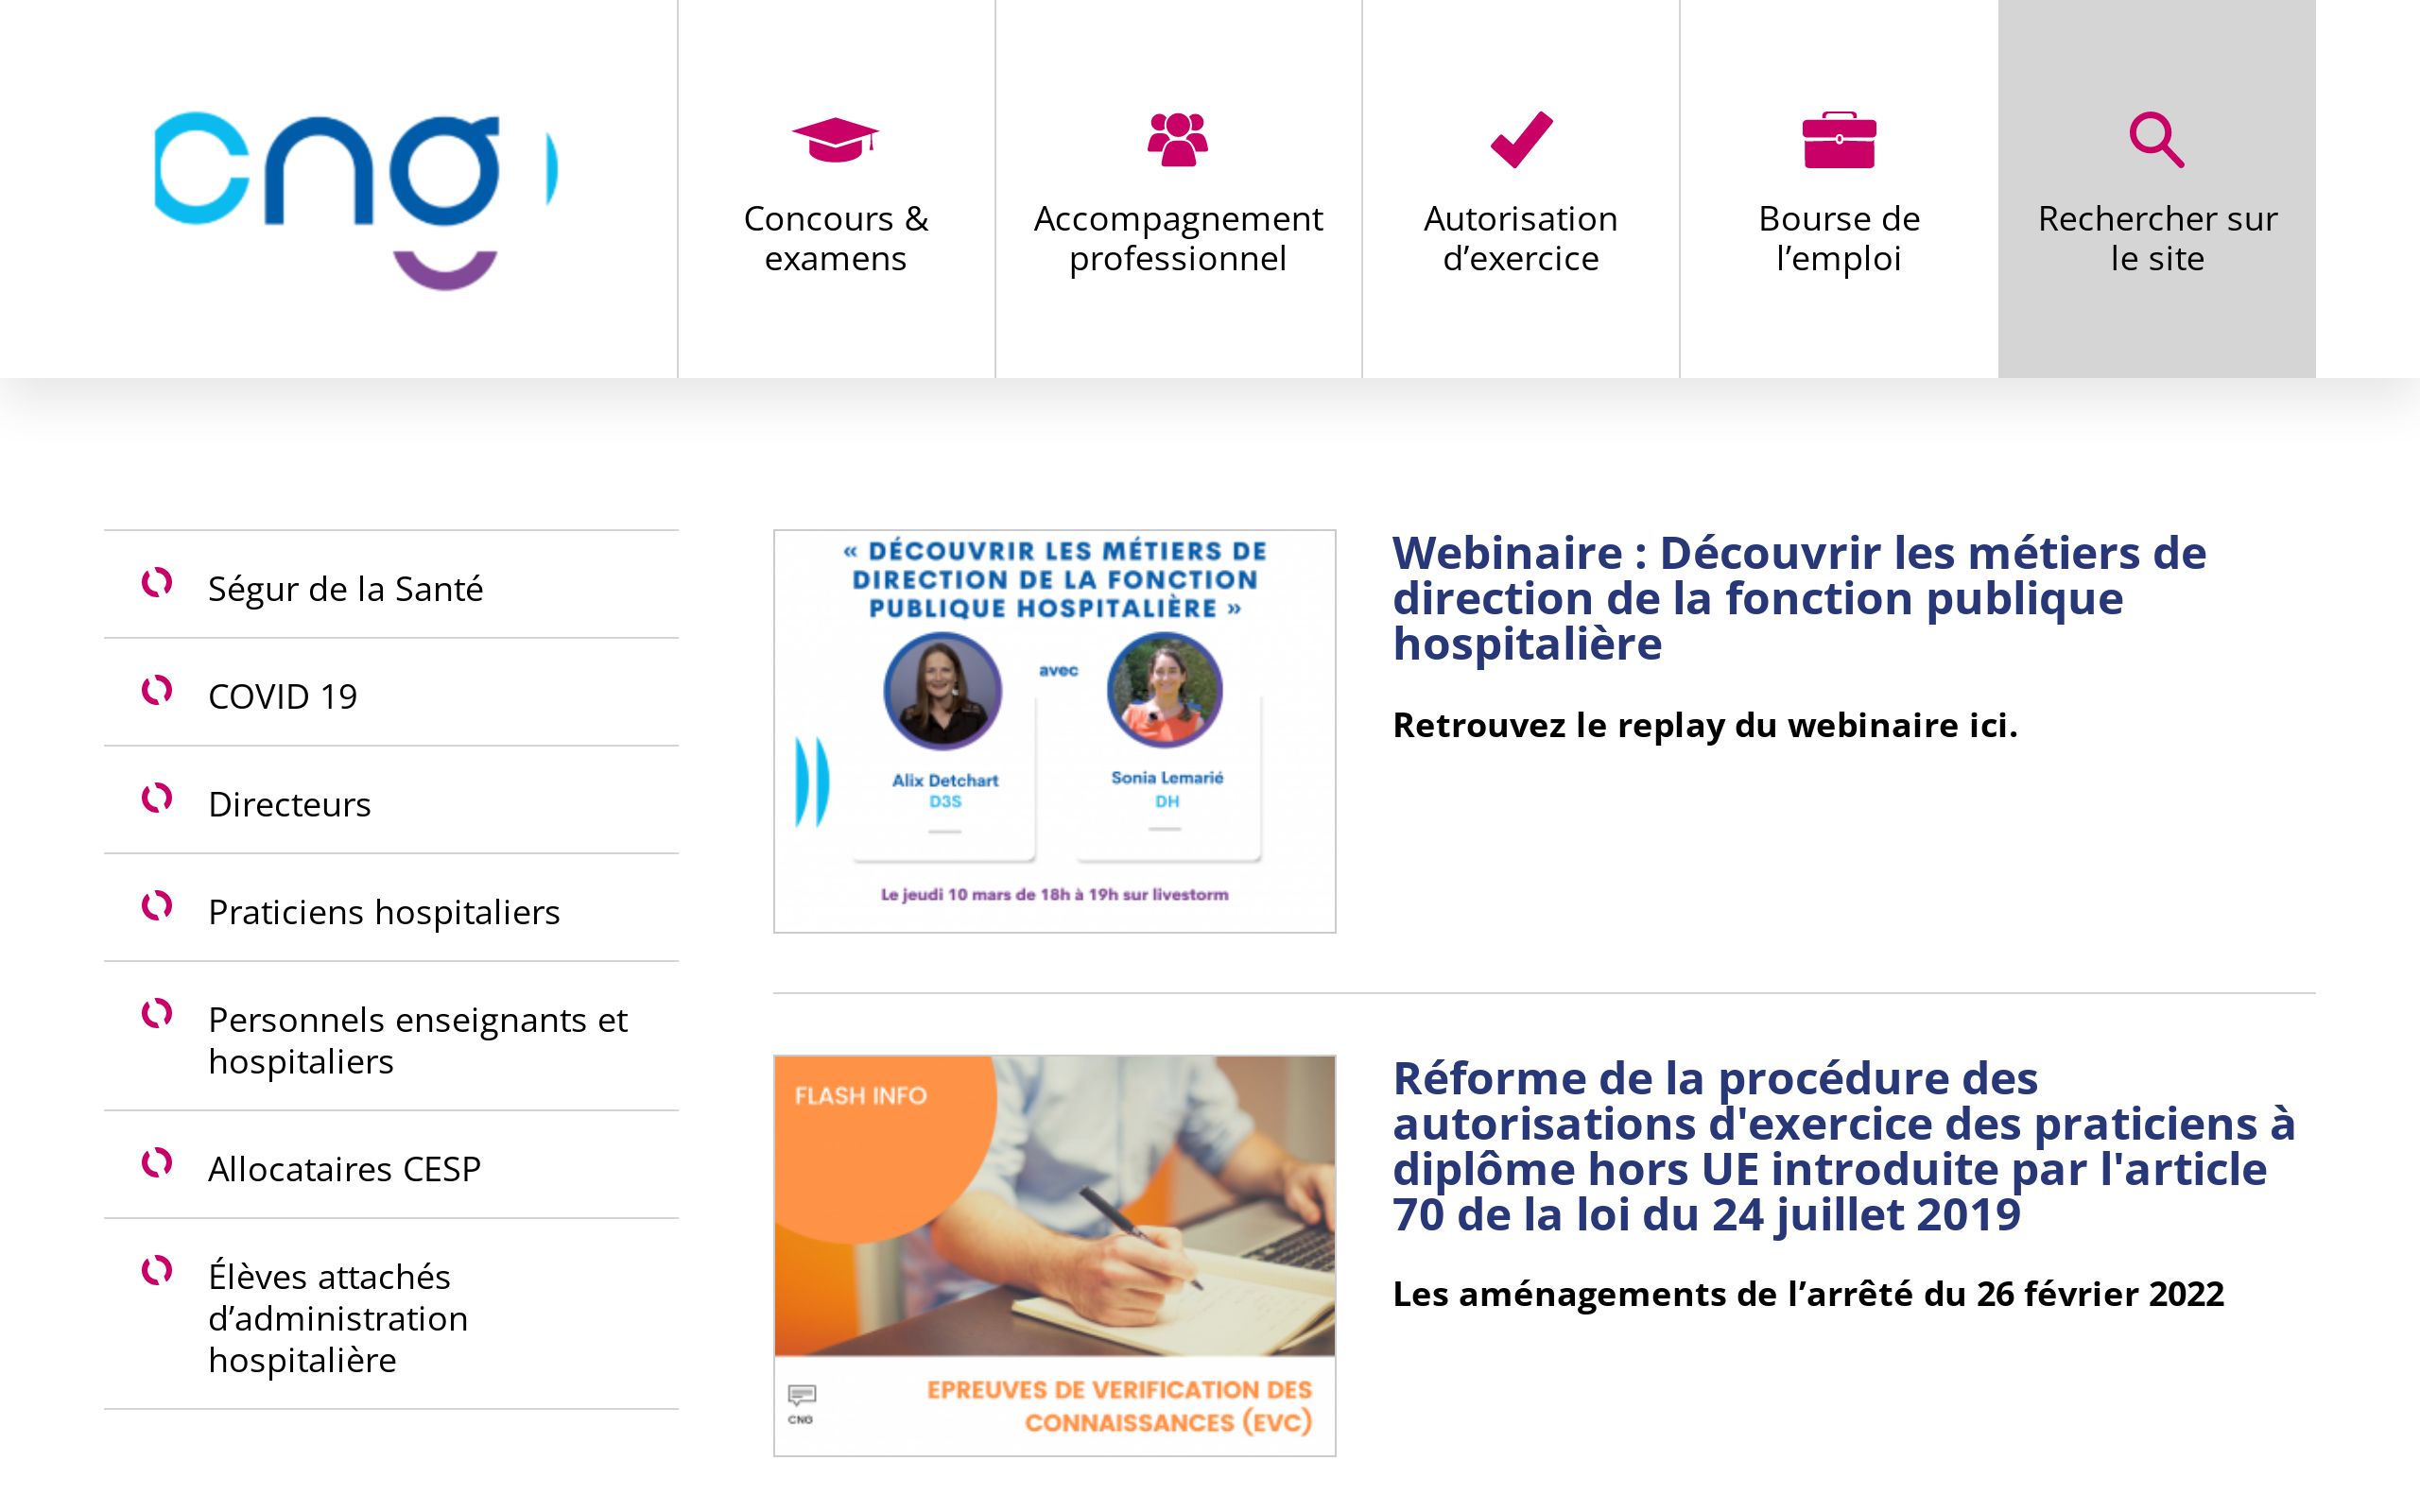 cng
Concours &
examens
Accompagnement
professionnel
Autorisation
d’exercice
Bourse de
l’emploi
Rechercher sur
le site
Ségur de la Santé
COVID 19
Directeurs
Praticiens hospitaliers
Personnels enseignants et
hospitaliers
Allocataires CESP
Élèves attachés
d’administration
hospitalière
« DÉCOUVRIR LES MÉTIERS DE
DIRECTION DE LA FONCTION
PUBLIQUE HOSPITALIÈRE »
avec
Alix Detchart
D3S
Sonia Lemarié
DH
Le jeudi 10 mars de 18h à 19h sur livestorm
Webinaire : Découvrir les métiers de
direction de la fonction publique
hospitalière
Retrouvez le replay du webinaire ici.
FLASH INFO
CNG
EPREUVES DE VERIFICATION DES
CONNAISSANCES (EVC)
Réforme de la procédure des
autorisations d'exercice des praticiens à
diplôme hors UE introduite par l'article
70 de la loi du 24 juillet 2019
Les aménagements de l’arrêté du 26 février 2022